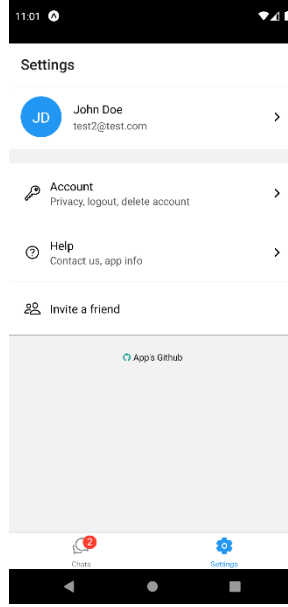 11:01
Settings
JD
John Doe
test2@test.com
Account
Privacy, logout, delete account
Help
Contact us, app info
Invite a friend
App's Github
2
Chats
Settings